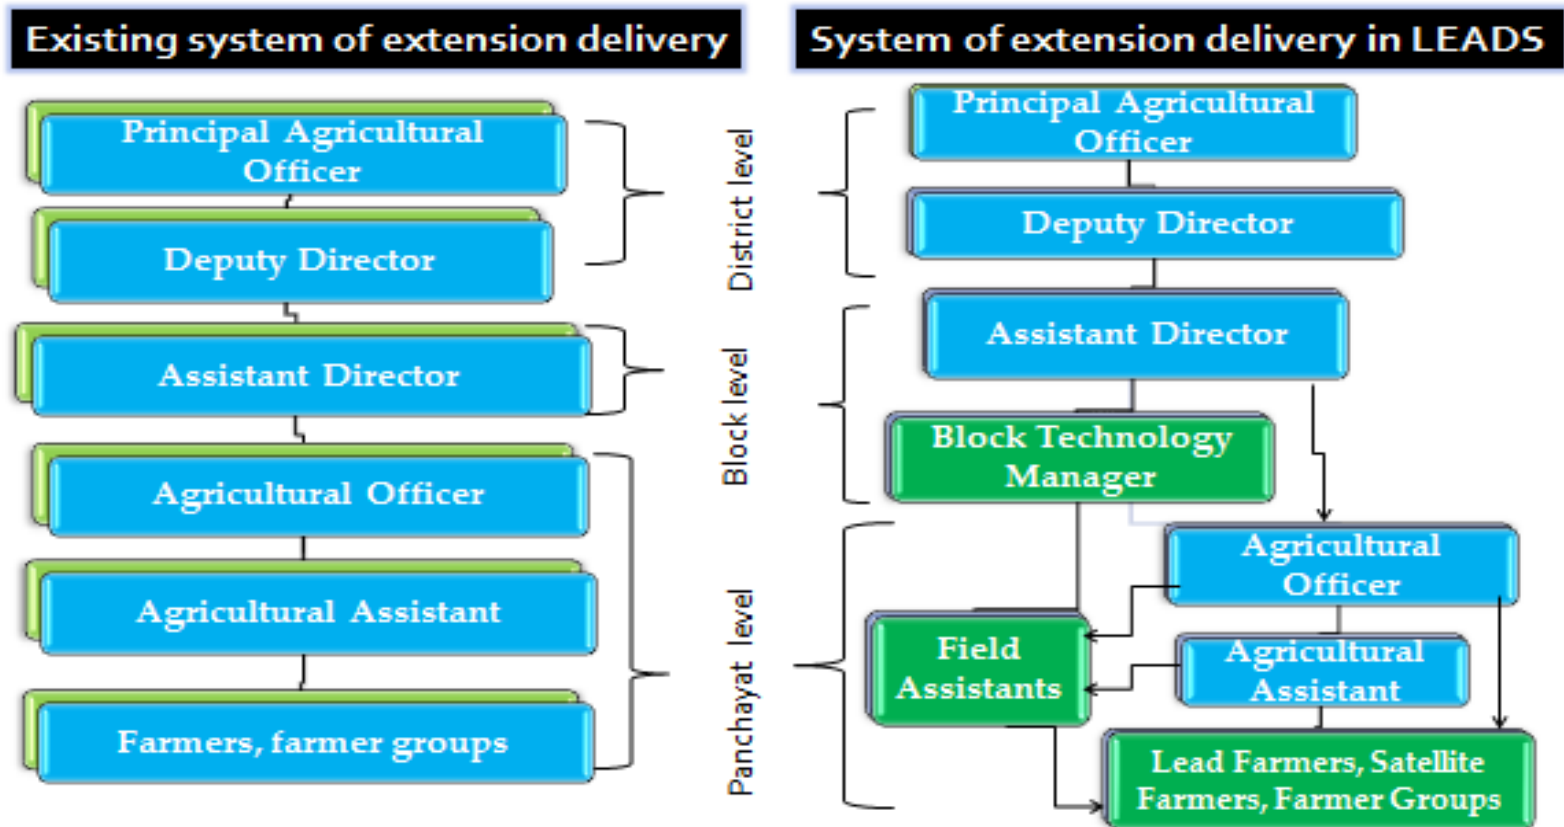 Existing system of extension delivery
Principal Agricultural
Officer
Deputy Director
Assistant Director
Agricultural Officer
Agricultural Assistant
Farmers, farmer groups
District level
Block level
Panchayat level
System of extension delivery in LEADS
Principal Agricultural
Officer
Deputy Director
Assistant Director
Block Technology
Manager
Agricultural
Officer
Field
Assistants
Agricultural
Assistant
Lead Farmers, Satellite
Farmers, Farmer Groups